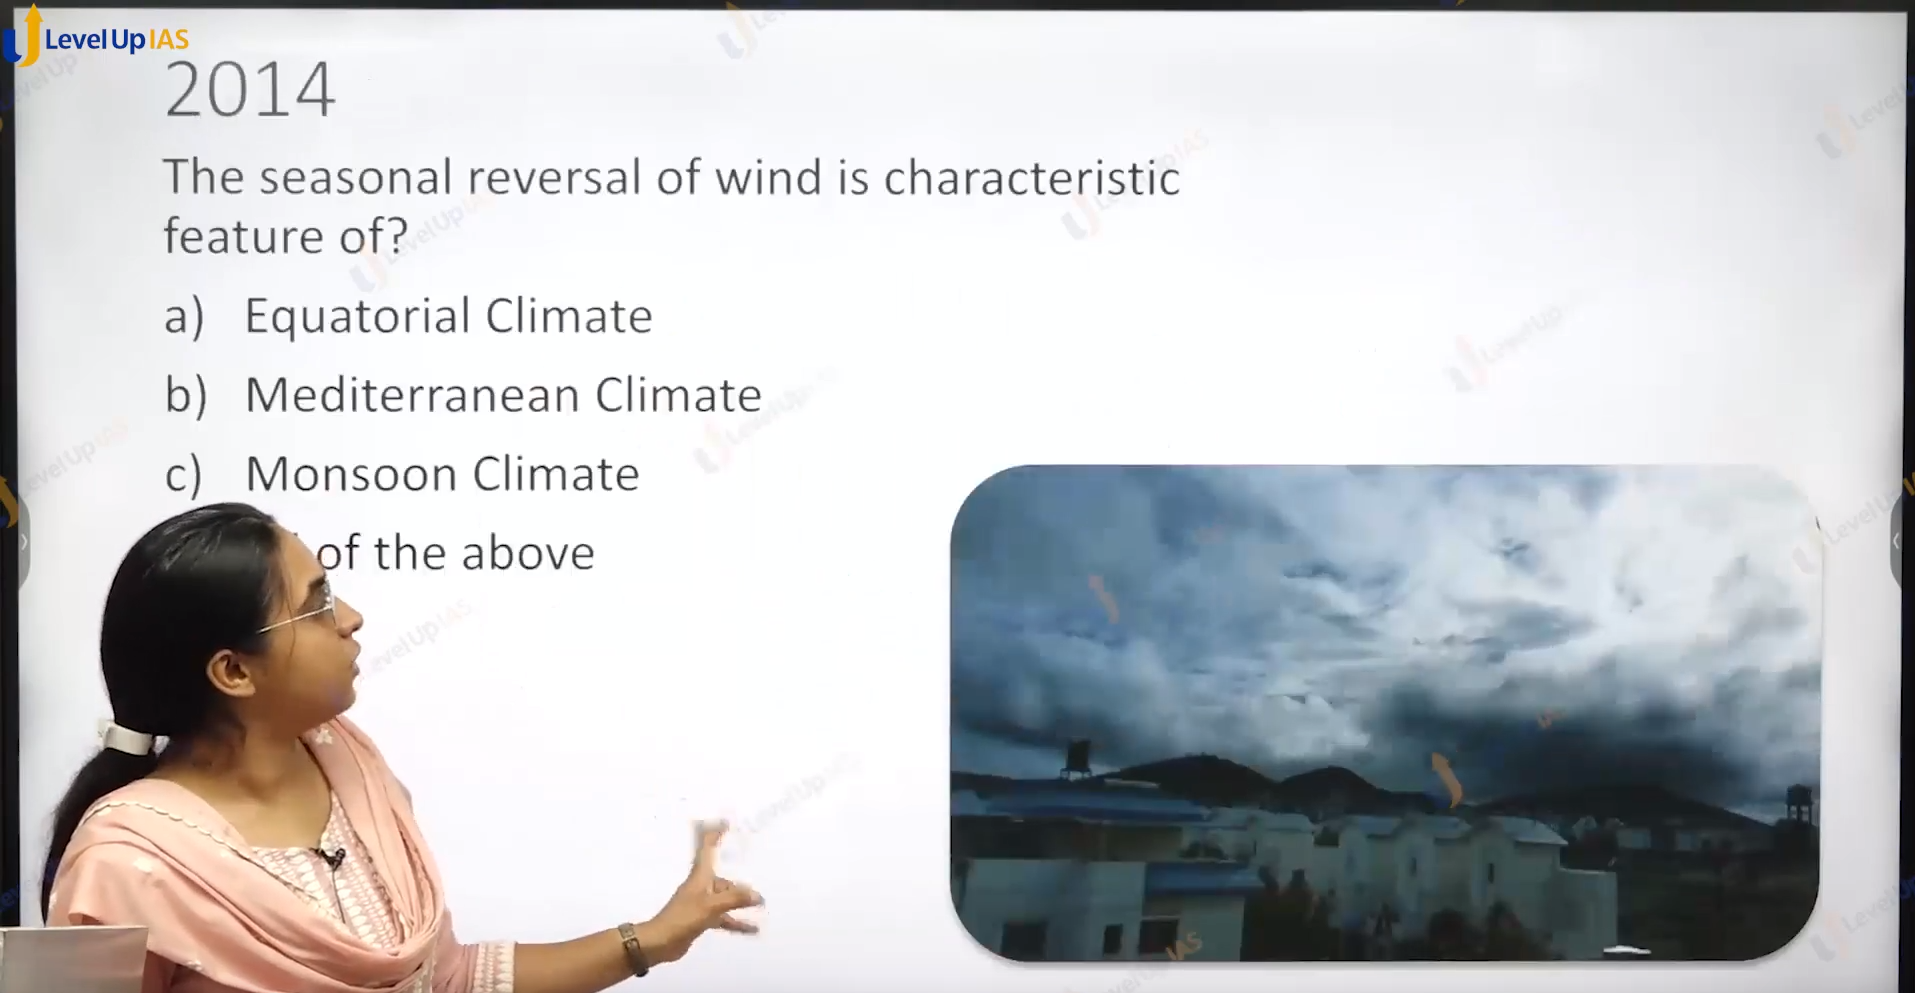 Level Up IAS
2014
The seasonal reversal of wind is characteristic
feature of?
a) Equatorial Climate
b) Mediterranean Climate
c) Monsoon Climate
of the above